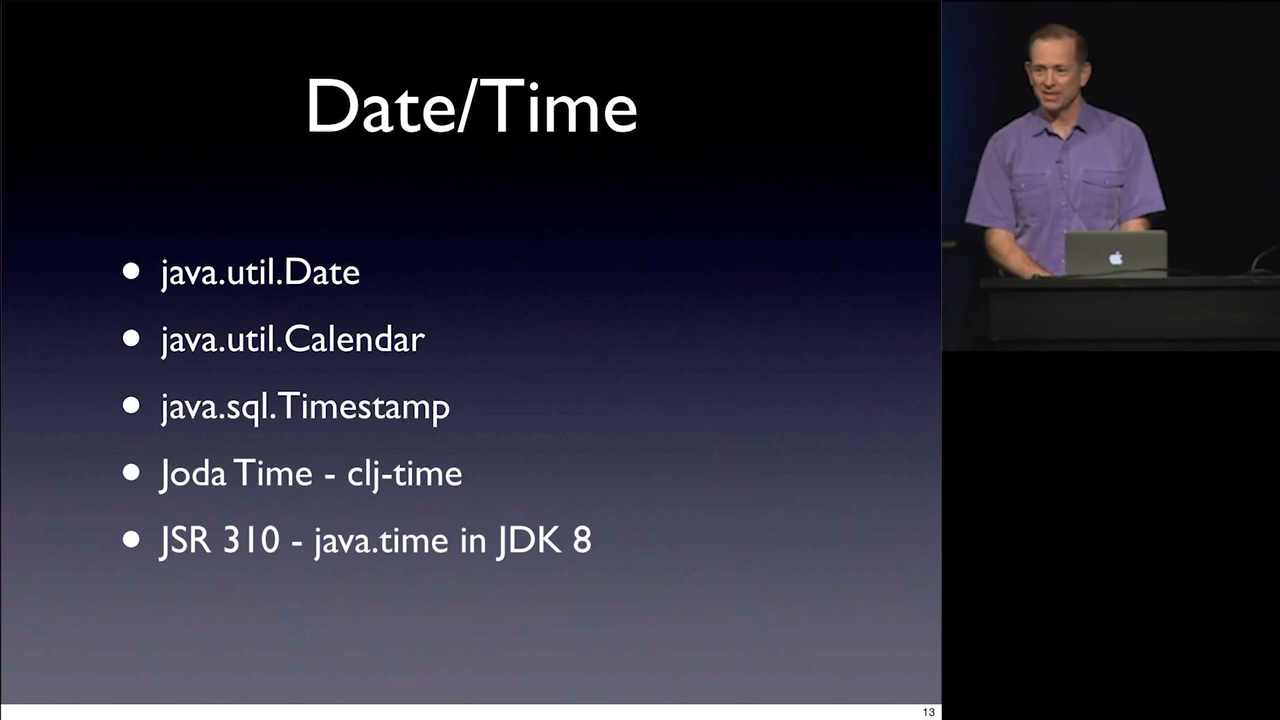 Date/Time
• java.util.Date
• java.util.Calendar
• java.sql.Timestamp
• Joda Time - clj-time
• JSR 310 - java.time in JDK 8
13